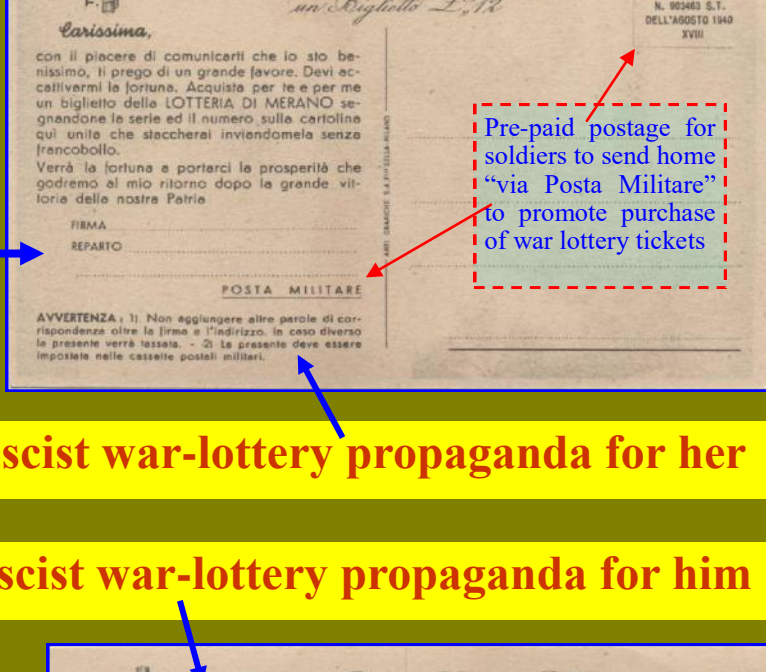 un Biglietto L. 12
N. 903463 S.T.
DELL'AGOSTO 1940
XVIII
Carissima,
con il piacere di comunicarti che io sto be-
nissimo, ti prego di un grande favore. Devi ac-
cattivarmi la fortuna. Acquista per te e per me
un biglietto della LOTTERIA DI MERANO se-
gnandone la serie ed il numero sulla cartolina
qui unita che staccherai inviandomela senza
francobollo.
Verrà la fortuna a portarci la prosperità che
godremo al mio ritorno dopo la grande vit-
toria della nostra Patria
FIRMA
REPARTO
POSTA MILITARE
AVVERTENZA : 1) Non aggiungere altre parole di cor-
rispondenza oltre la firma e l'indirizzo, in caso diverso
la presente verrà tassata. - 2) La presente deve essere
impostata nelle cassette postali militari.
Pre-paid postage for
soldiers to send home
“via Posta Militare”
to promote purchase
of war lottery tickets
scist war-lottery propaganda for her
scist war-lottery propaganda for him